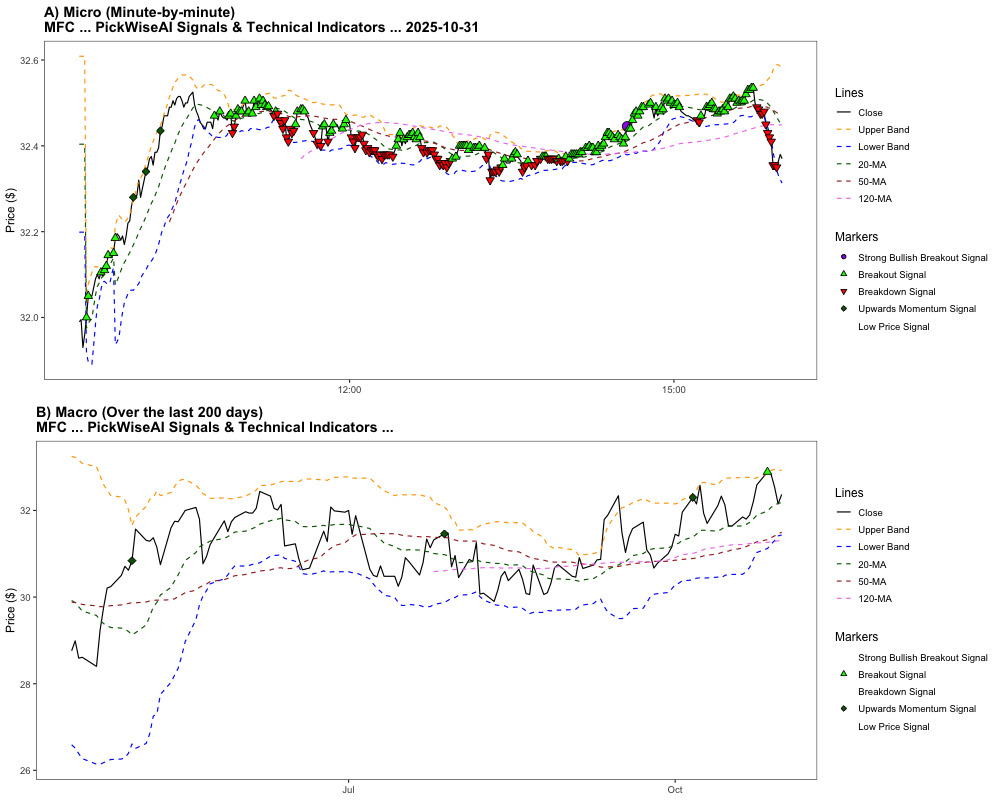 A) Micro (Minute-by-minute)
MFC ... PickWiseAI Signals & Technical Indicators ... 2025-10-31
32.6
32.4
32.2
32.0
Price ($)
12:00
15:00
Lines
Close
Upper Band
Lower Band
20-MA
50-MA
120-MA
Markers
Strong Bullish Breakout Signal
Breakout Signal
Breakdown Signal
Upwards Momentum Signal
Low Price Signal
B) Macro (Over the last 200 days)
MFC ... PickWiseAI Signals & Technical Indicators ...
32
30
28
26
Price ($)
Jul
Oct
Lines
Close
Upper Band
Lower Band
20-MA
50-MA
120-MA
Markers
Strong Bullish Breakout Signal
Breakout Signal
Breakdown Signal
Upwards Momentum Signal
Low Price Signal